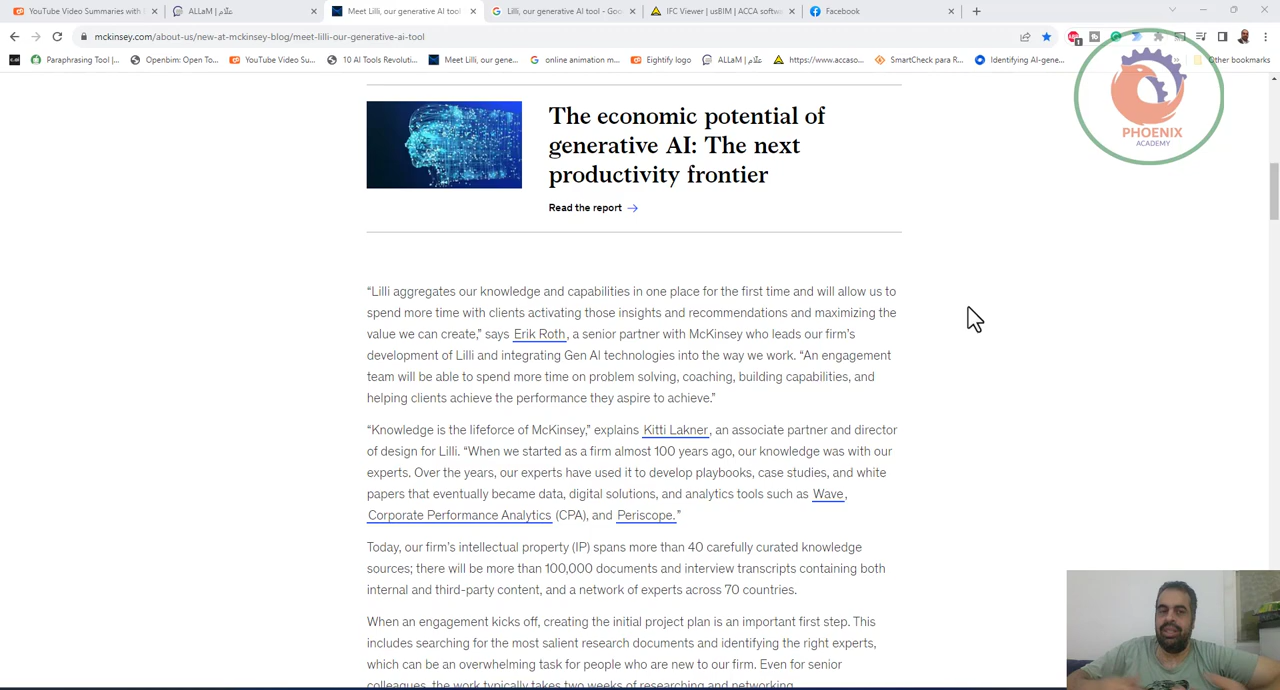 YouTube Video Summaries with
ALLaM | علّام
Meet Lilli, our generative AI tool
Lilli, our generative AI tool - Goo
IFC Viewer | usBIM | ACCA softw
Facebook
mckinsey.com/about-us/new-at-mckinsey-blog/meet-lilli-our-generative-ai-tool
Paraphrasing Tool |...
Openbim: Open To...
YouTube Video Su...
10 AI Tools Revoluti...
Meet Lilli, our gene...
online animation m...
Eightify logo
ALLaM | علّام
https://www.accaso...
SmartCheck para R...
Identifying AI-gene...
Other bookmarks
PHOENIX
ACADEMY
The economic potential of
generative AI: The next
productivity frontier
Read the report →
“Lilli aggregates our knowledge and capabilities in one place for the first time and will allow us to
spend more time with clients activating those insights and recommendations and maximizing the
value we can create,” says Erik Roth, a senior partner with McKinsey who leads our firm’s
development of Lilli and integrating Gen AI technologies into the way we work. “An engagement
team will be able to spend more time on problem solving, coaching, building capabilities, and
helping clients achieve the performance they aspire to achieve.”
“Knowledge is the lifeforce of McKinsey,” explains Kitti Lakner, an associate partner and director
of design for Lilli. “When we started as a firm almost 100 years ago, our knowledge was with our
experts. Over the years, our experts have used it to develop playbooks, case studies, and white
papers that eventually became data, digital solutions, and analytics tools such as Wave,
Corporate Performance Analytics (CPA), and Periscope.”
Today, our firm’s intellectual property (IP) spans more than 40 carefully curated knowledge
sources; there will be more than 100,000 documents and interview transcripts containing both
internal and third-party content, and a network of experts across 70 countries.
When an engagement kicks off, creating the initial project plan is an important first step. This
includes searching for the most salient research documents and identifying the right experts,
which can be an overwhelming task for people who are new to our firm. Even for senior
colleagues, the work typically takes two weeks of researching and networking.